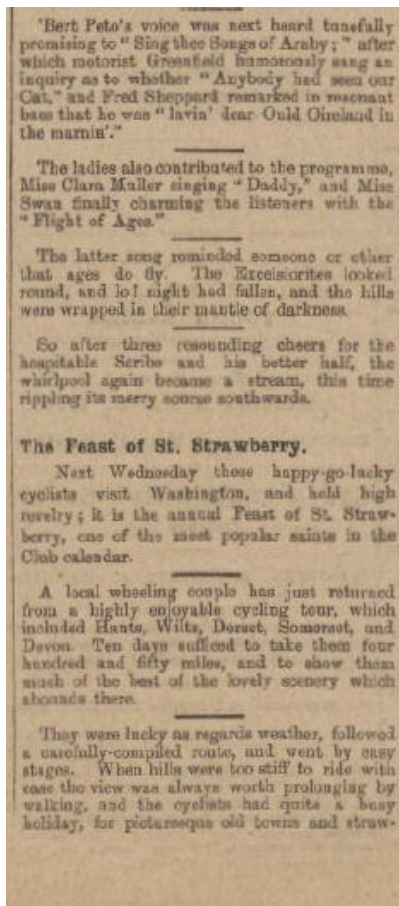 'Bert Pete's voice was next heard tunefully
promising to "Sing thee Songs of Araby;" after
which motorist Greenfield humorously sang an
inquiry as to whether "Anybody had seen our
Cat," and Fred Sheppard remarked in resonant
bass that he was "lavin' dear Ould Oireland in
the marnin'."
The ladies also contributed to the programme,
Miss Clara Muller singing "Daddy," and Miss
Swan finally charming the listeners with the
"Flight of Ages."
The latter song reminded someone or other
that ages do fly. The Excelsiorites looked
round, and lo! night had fallen, and the hills
were wrapped in their mantle of darkness.
So after three resounding cheers for the
hospitable Scribe and his better half, the
whirlpool again became a stream, this time
rippling its merry course southwards.
The Feast of St. Strawberry.
Next Wednesday these happy-go-lucky
cyclists visit Washington, and hold high
revelry; it is the annual Feast of St. Straw-
berry, one of the most popular saints in the
Club calendar.
A local wheeling couple has just returned
from a highly enjoyable cycling tour, which
included Hants, Wilts, Dorset, Somerset, and
Devon. Ten days sufficed to take them four
hundred and fifty miles, and to show them
much of the best of the lovely scenery which
abounds there.
They were lucky as regards weather, followed
a carefully-compiled route, and went by easy
stages. When hills were too stiff to ride with
ease the view was always worth prolonging by
walking, and the cyclists had quite a busy
holiday, for picturesque old towns and straw-